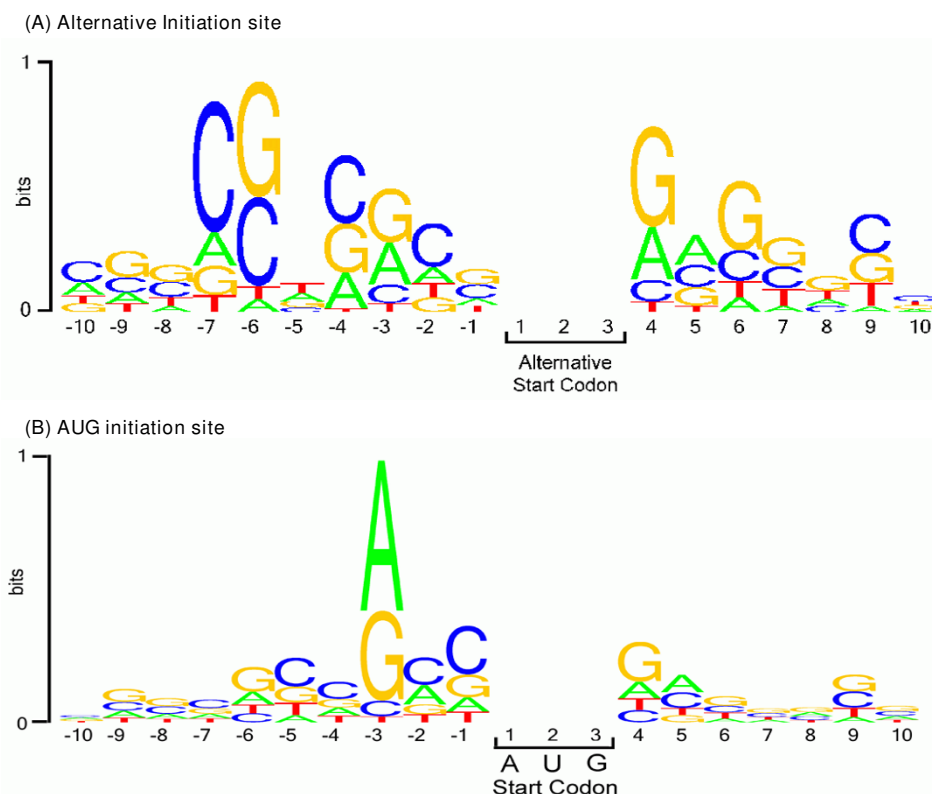 (A) Alternative Initiation site
1
bits
0
-10 -9 -8 -7 -6 -5 -4 -3 -2 -1 1 2 3 4 5 6 7 8 9 10
Alternative
Start Codon
(B) AUG initiation site
1
bits
0
-10 -9 -8 -7 -6 -5 -4 -3 -2 -1 1 2 3 4 5 6 7 8 9 10
A U G
Start Codon